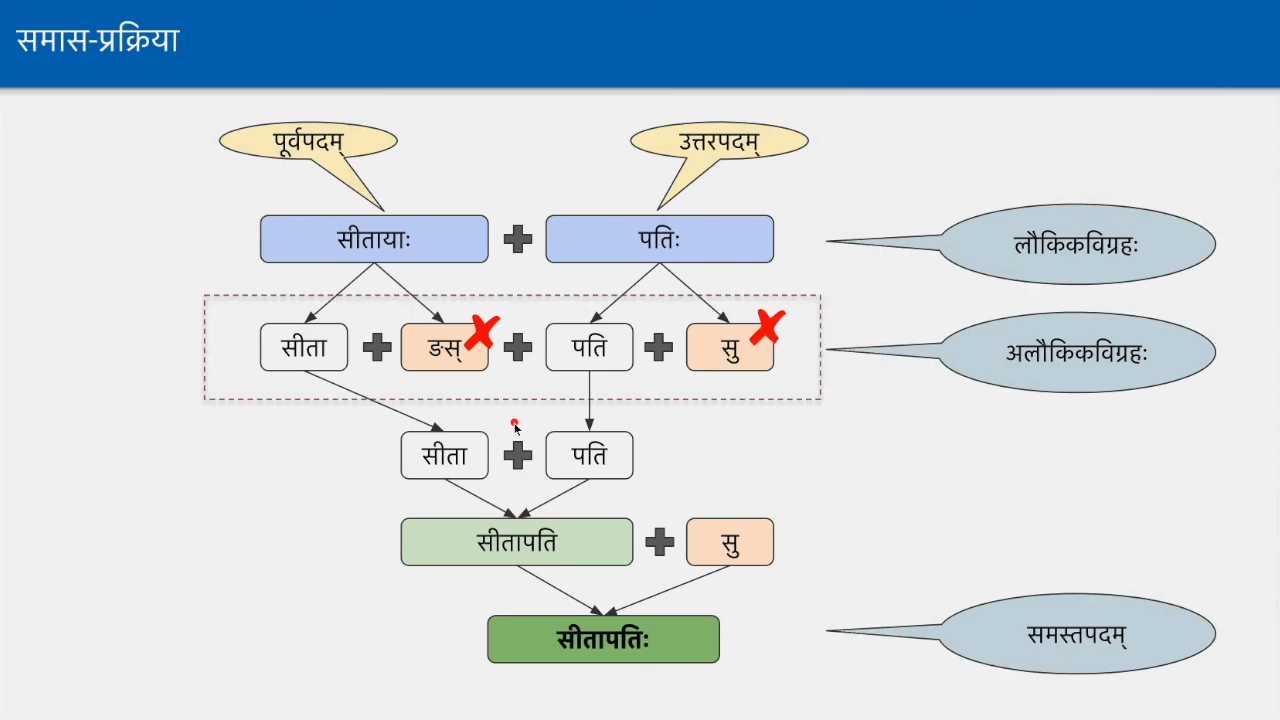 समास-प्रक्रिया
पूर्वपदम्
उत्तरपदम्
सीतायाः
पतिः
लौकिकविग्रहः
सीता
ङस्
पति
सु
अलौकिकविग्रहः
सीता
पति
सीतापति
सु
सीतापतिः
समस्तपदम्